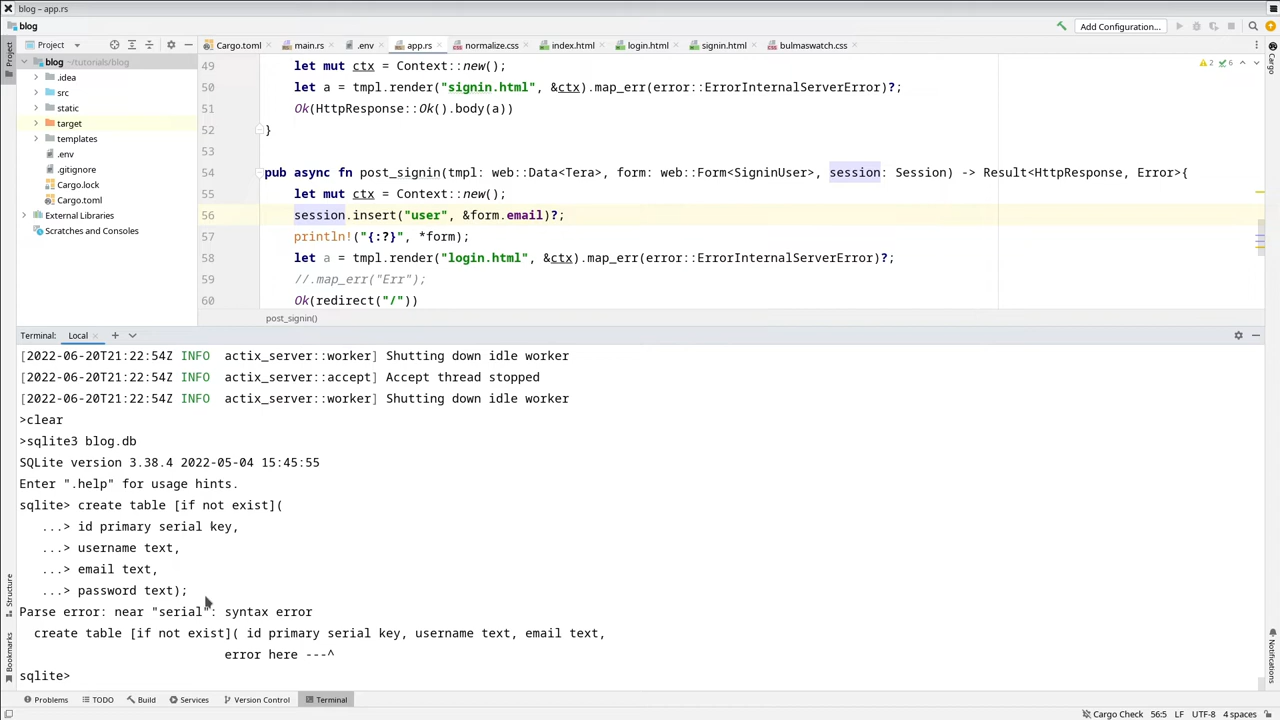 blog – app.rs
blog
Add Configuration...
Project
Cargo.toml
main.rs
.env
app.rs
normalize.css
index.html
login.html
signin.html
bulmaswatch.css
Project
Cargo
blog ~/tutorials/blog
.idea
src
static
target
templates
.env
.gitignore
Cargo.lock
Cargo.toml
External Libraries
Scratches and Consoles
2 6
49 let mut ctx = Context::new();
50 let a = tmpl.render("signin.html", &ctx).map_err(error::ErrorInternalServerError)?;
51 Ok(HttpResponse::Ok().body(a))
52 }
53
54 pub async fn post_signin(tmpl: web::Data<Tera>, form: web::Form<SigninUser>, session: Session) -> Result<HttpResponse, Error>{
55 let mut ctx = Context::new();
56 session.insert("user", &form.email)?;
57 println!("{:?}", *form);
58 let a = tmpl.render("login.html", &ctx).map_err(error::ErrorInternalServerError)?;
59 //.map_err("Err");
60 Ok(redirect("/"))
post_signin()
Terminal: Local
[2022-06-20T21:22:54Z INFO actix_server::worker] Shutting down idle worker
[2022-06-20T21:22:54Z INFO actix_server::accept] Accept thread stopped
[2022-06-20T21:22:54Z INFO actix_server::worker] Shutting down idle worker
>clear
>sqlite3 blog.db
SQLite version 3.38.4 2022-05-04 15:45:55
Enter ".help" for usage hints.
sqlite> create table [if not exist](
...> id primary serial key,
...> username text,
...> email text,
...> password text);
Parse error: near "serial": syntax error
create table [if not exist]( id primary serial key, username text, email text,
error here ---^
sqlite>
Structure
Bookmarks
Notifications
Problems
TODO
Build
Services
Version Control
Terminal
Cargo Check 56:5 LF UTF-8 4 spaces